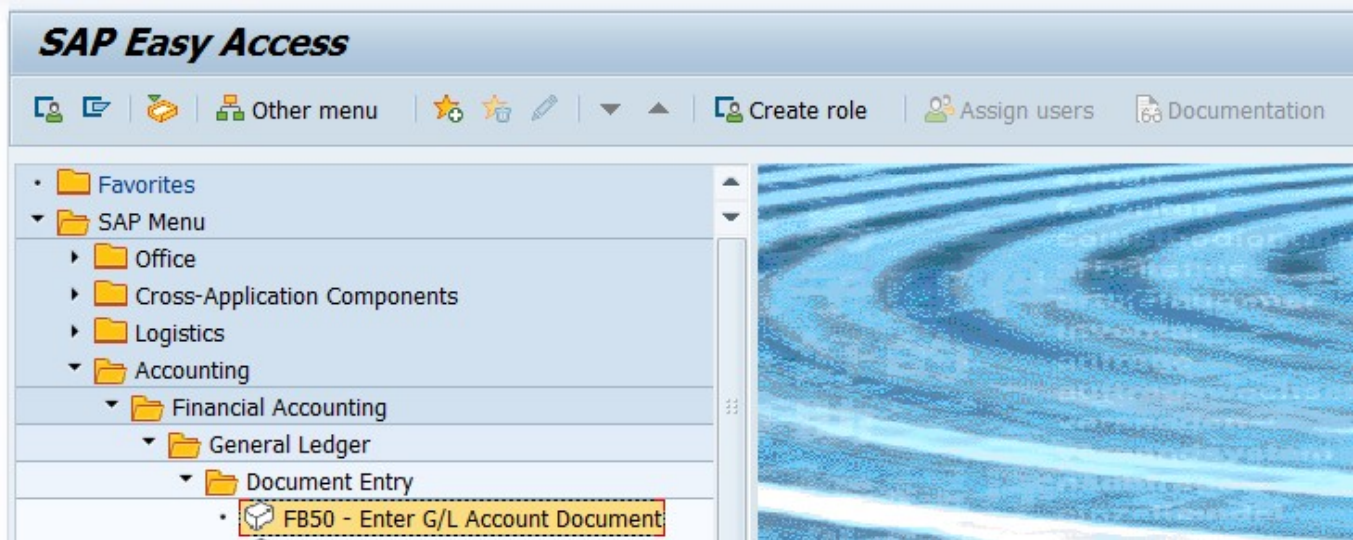 SAP Easy Access
Other menu
Create role
Assign users
Documentation
Favorites
SAP Menu
Office
Cross-Application Components
Logistics
Accounting
Financial Accounting
General Ledger
Document Entry
FB50 - Enter G/L Account Document